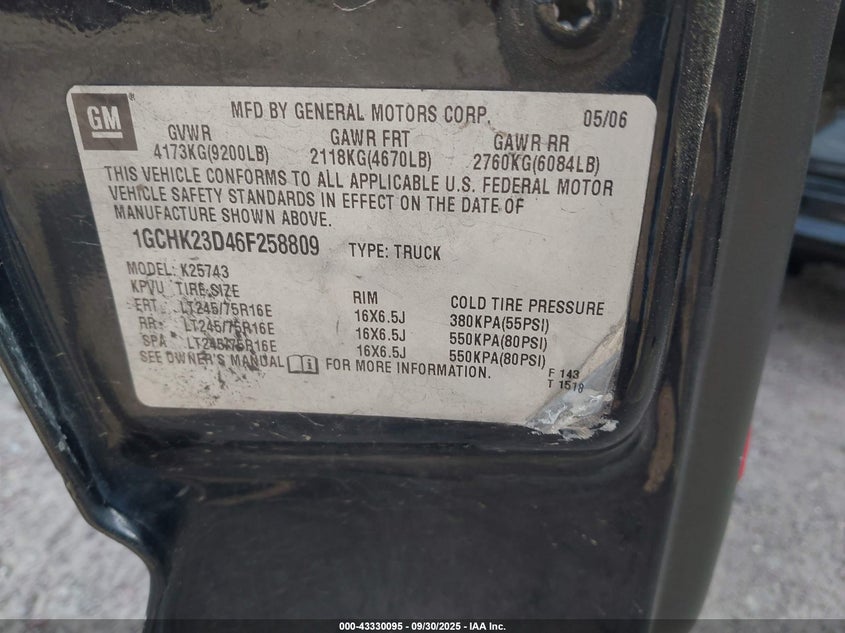 GM
MFD BY GENERAL MOTORS CORP. 05/06
GVWR GAWR FRT GAWR RR
4173KG(9200LB) 2118KG(4670LB) 2760KG(6084LB)
THIS VEHICLE CONFORMS TO ALL APPLICABLE U.S. FEDERAL MOTOR
VEHICLE SAFETY STANDARDS IN EFFECT ON THE DATE OF
MANUFACTURE SHOWN ABOVE.
1GCHK23D46F258809 TYPE: TRUCK
MODEL: K25743
KPVU TIRE SIZE RIM COLD TIRE PRESSURE
FRT LT245/75R16E 16X6.5J 380KPA(55PSI)
RR LT245/75R16E 16X6.5J 550KPA(80PSI)
SPA LT245/75R16E 16X6.5J 550KPA(80PSI)
SEE OWNER'S MANUAL FOR MORE INFORMATION.
F 143
T 1518
000-43330095 - 09/30/2025 - IAA Inc.